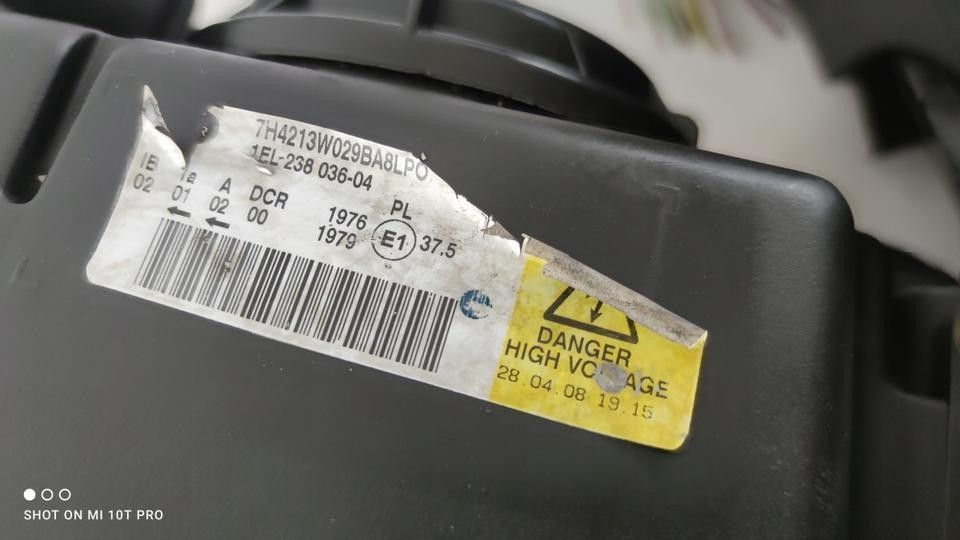 7H4213W029BA8LPO
1EL-238 036-04
IB 1a A DCR PL
02 01 02 00 1976 E1 37.5
1979
DANGER
HIGH VOLTAGE
28.04.08 19.15
SHOT ON MI 10T PRO